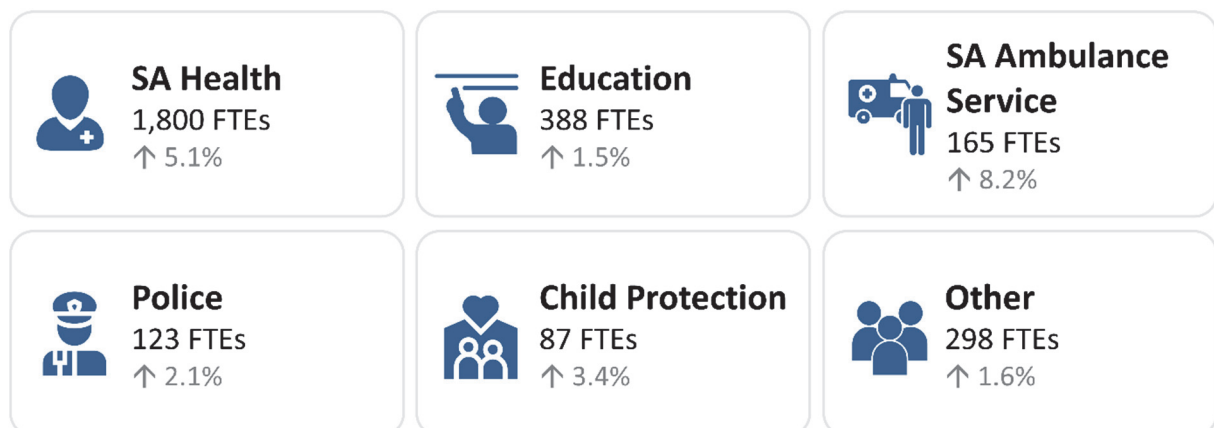 SA Health
1,800 FTEs
↑ 5.1%
Education
388 FTEs
↑ 1.5%
SA Ambulance
Service
165 FTEs
↑ 8.2%
Police
123 FTEs
↑ 2.1%
Child Protection
87 FTEs
↑ 3.4%
Other
298 FTEs
↑ 1.6%